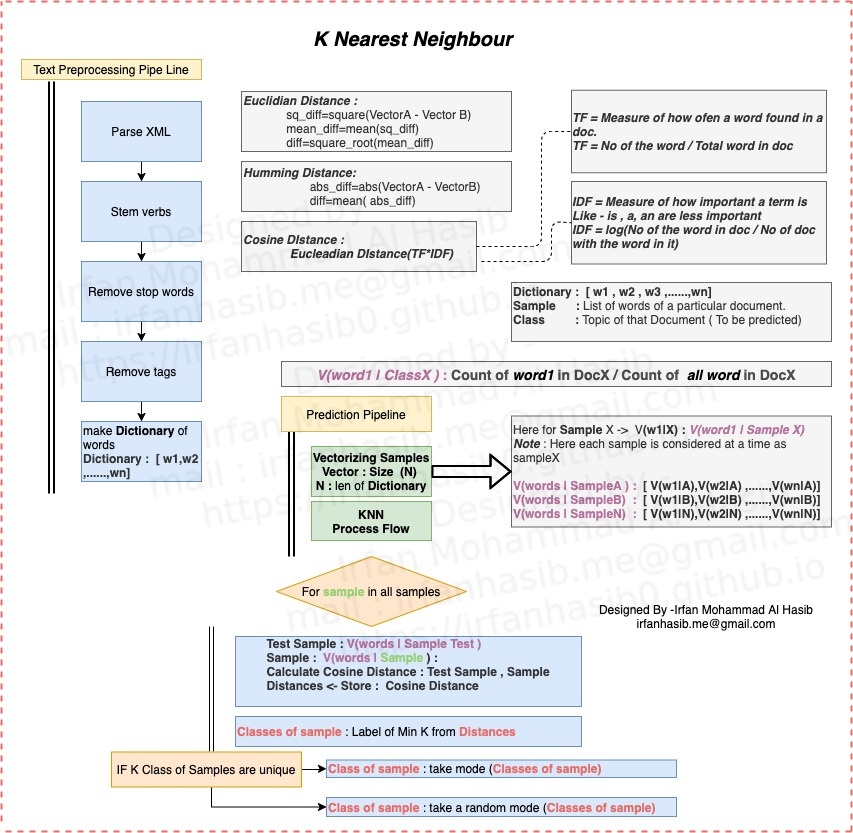 K Nearest Neighbour
Text Preprocessing Pipe Line
Parse XML
Stem verbs
Remove stop words
Remove tags
make Dictionary of
words
Dictionary : [ w1,w2
,......,wn]
Euclidian Distance :
sq_diff=square(VectorA - Vector B)
mean_diff=mean(sq_diff)
diff=square_root(mean_diff)
Humming Distance:
abs_diff=abs(VectorA - VectorB)
diff=mean( abs_diff)
Cosine DIstance :
Eucleadian DIstance(TF*IDF)
TF = Measure of how ofen a word found in a
doc.
TF = No of the word / Total word in doc
IDF = Measure of how important a term is
Like - is , a, an are less important
IDF = log(No of the word in doc / No of doc
with the word in it)
Dictionary : [ w1 , w2 , w3 ,......,wn]
Sample : List of words of a particular document.
Class : Topic of that Document ( To be predicted)
V(word1 | ClassX ) : Count of word1 in DocX / Count of all word in DocX
Prediction Pipeline
Vectorizing Samples
Vector : Size (N)
N : len of Dictionary
KNN
Process Flow
Here for Sample X -> V(w1|X) : V(word1 | Sample X)
Note : Here each sample is considered at a time as
sampleX
V(words | SampleA ) : [ V(w1|A),V(w2|A) ,......,V(wn|A)]
V(words | SampleB) : [ V(w1|B),V(w2|B) ,......,V(wn|B)]
V(words | SampleN) : [ V(w1|N),V(w2|N) ,......,V(wn|N)]
For sample in all samples
Designed By -Irfan Mohammad Al Hasib
irfanhasib.me@gmail.com
Test Sample : V(words | Sample Test )
Sample : V(words | Sample ) :
Calculate Cosine Distance : Test Sample , Sample
Distances <- Store : Cosine Distance
Classes of sample : Label of Min K from Distances
IF K Class of Samples are unique
Class of sample : take mode (Classes of sample)
Class of sample : take a random mode (Classes of sample)
Designed by -
Irfan Mohammad Al Hasib
mail : irfanhasib.me@gmail.com
https://irfanhasib0.github.io